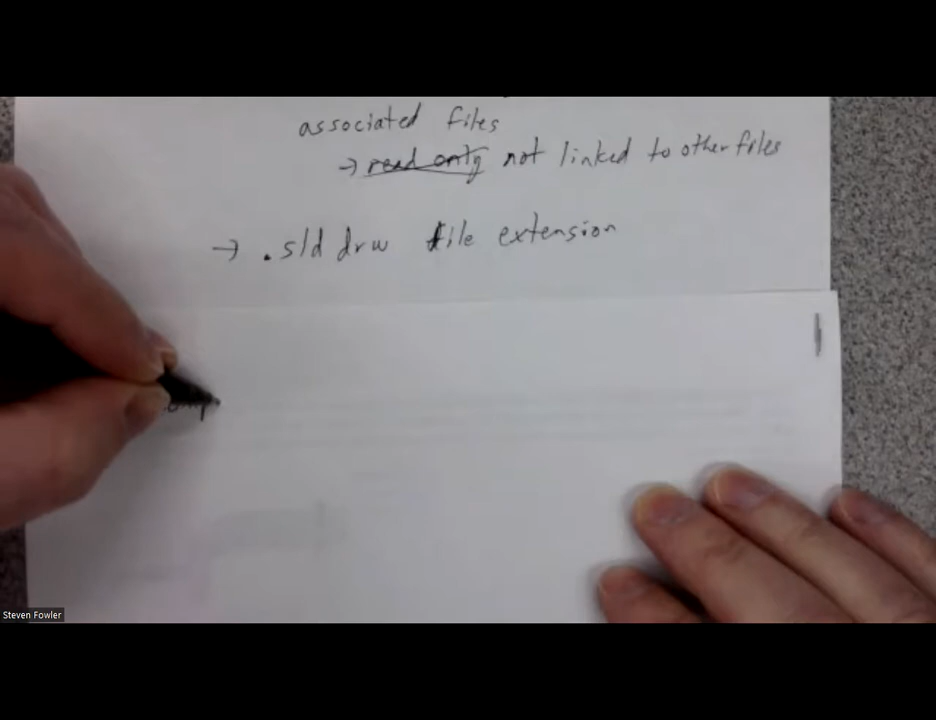 associated files
→ read only not linked to other files
→ .slddrw file extension
Steven Fowler